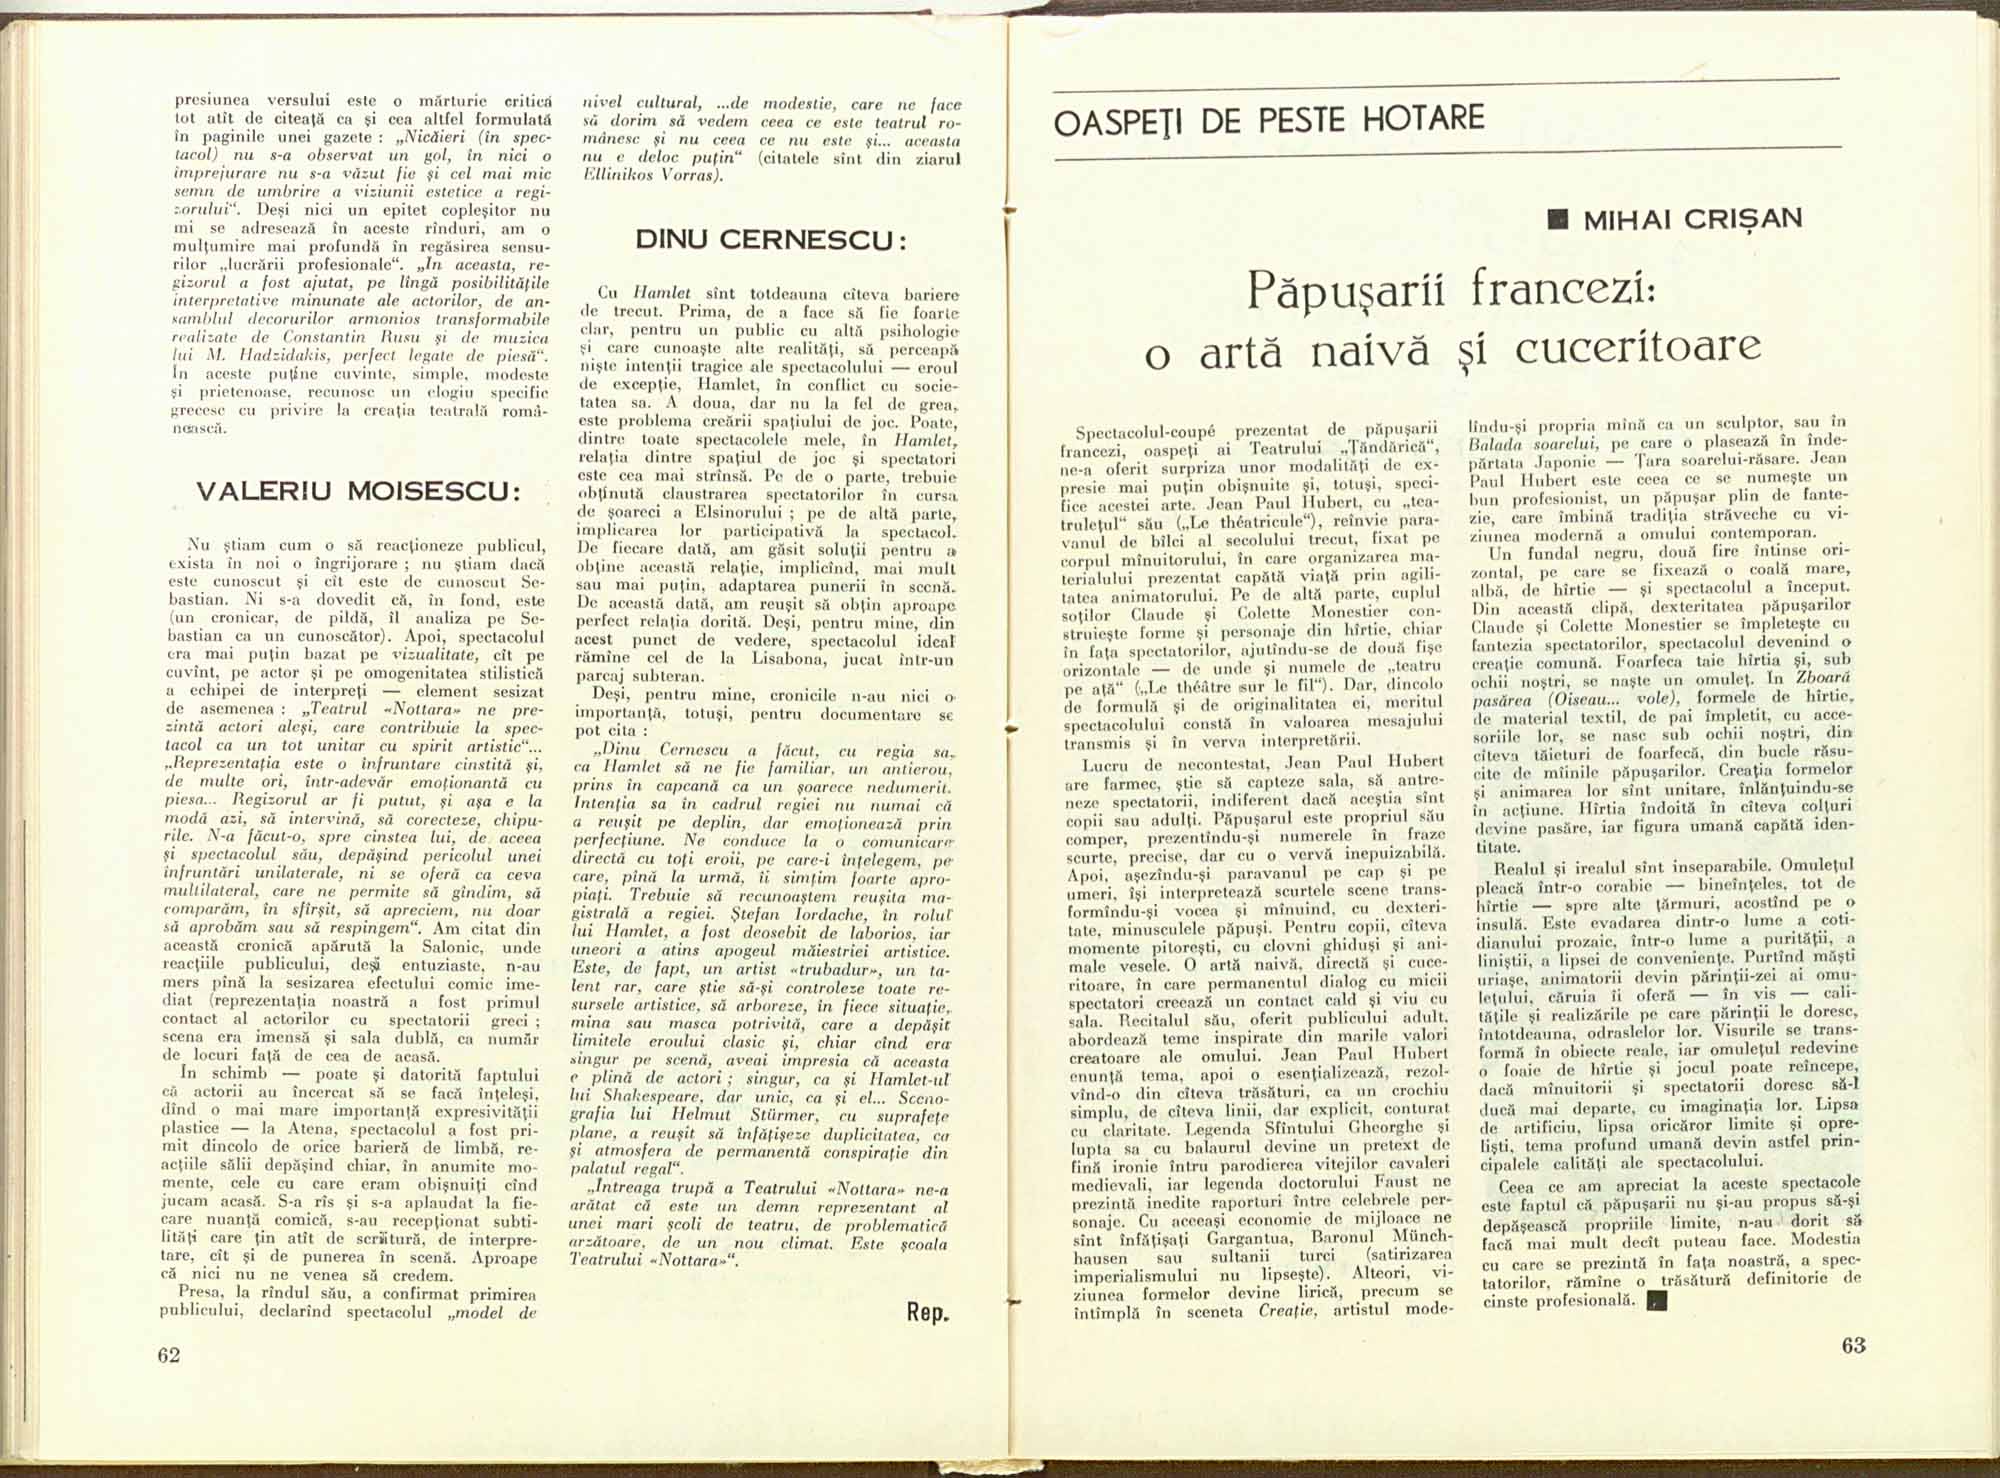 presiunea versului este o mărturie critică
tot atît de citeaţă ca şi cea altfel formulată
în paginile unei gazete : „Nicăieri (în spec-
tacol) nu s-a observat un gol, în nici o
împrejurare nu s-a văzut fie şi cel mai mic
semn de umbrire a viziunii estetice a regi-
zorului“. Deşi nici un epitet copleşitor nu
mi se adresează în aceste rînduri, am o
mulţumire mai profundă în regăsirea sensu-
rilor „lucrării profesionale“. „In aceasta, re-
gizorul a fost ajutat, pe lîngă posibilităţile
interpretative minunate ale actorilor, de an-
samblul decorurilor armonios transformabile
realizate de Constantin Rusu şi de muzica
lui M. Hadzidakis, perfect legate de piesă“.
În aceste puţine cuvinte, simple, modeste
şi prietenoase, recunosc un elogiu specific
grecesc cu privire la creaţia teatrală româ-
nească.
VALERIU MOISESCU :
Nu ştiam cum o să reacţioneze publicul,
exista în noi o îngrijorare ; nu ştiam dacă
este cunoscut şi cît este de cunoscut Se-
bastian. Ni s-a dovedit că, în fond, este
(un cronicar, de pildă, îl analiza pe Se-
bastian ca un cunoscător). Apoi, spectacolul
era mai puţin bazat pe vizualitate, cît pe
cuvînt, pe actor şi pe omogenitatea stilistică
a echipei de interpreţi — element sesizat
de asemenea : „Teatrul «Nottara» ne pre-
zintă actori aleşi, care contribuie la spec-
tacol ca un tot unitar cu spirit artistic“...
„Reprezentaţia este o înfruntare cinstită şi,
de multe ori, într-adevăr emoţionantă cu
piesa... Regizorul ar fi putut, şi aşa e la
modă azi, să intervină, să corecteze, chipu-
rile. N-a făcut-o, spre cinstea lui, de aceea
şi spectacolul său, depăşind pericolul unei
înfruntări unilaterale, ni se oferă ca ceva
multilateral, care ne permite să gîndim, să
comparăm, în sfîrşit, să apreciem, nu doar
să aprobăm sau să respingem“. Am citat din
această cronică apărută la Salonic, unde
reacţiile publicului, deşi entuziaste, n-au
mers pînă la sesizarea efectului comic ime-
diat (reprezentaţia noastră a fost primul
contact al actorilor cu spectatorii greci ;
scena era imensă şi sala dublă, ca număr
de locuri faţă de cea de acasă.
In schimb — poate şi datorită faptului
că actorii au încercat să se facă înţeleşi,
dînd o mai mare importanţă expresivităţii
plastice — la Atena, spectacolul a fost pri-
mit dincolo de orice barieră de limbă, re-
acţiile sălii depăşind chiar, în anumite mo-
mente, cele cu care eram obişnuiţi cînd
jucam acasă. S-a rîs şi s-a aplaudat la fie-
care nuanţă comică, s-au recepţionat subti-
lităţi care ţin atît de scriitură, de interpre-
tare, cît şi de punerea în scenă. Aproape
că nici nu ne venea să credem.
Presa, la rîndul său, a confirmat primirea
publicului, declarînd spectacolul „model de
62
nivel cultural, ...de modestie, care ne face
să dorim să vedem ceea ce este teatrul ro-
mânesc şi nu ceea ce nu este şi... aceasta
nu e deloc puţin“ (citatele sînt din ziarul
Ellinikos Vorras).
DINU CERNESCU :
Cu Hamlet sînt totdeauna cîteva bariere
de trecut. Prima, de a face să fie foarte
clar, pentru un public cu altă psihologie
şi care cunoaşte alte realităţi, să perceapă
nişte intenţii tragice ale spectacolului — eroul
de excepţie, Hamlet, în conflict cu socie-
tatea sa. A doua, dar nu la fel de grea,
este problema creării spaţiului de joc. Poate,
dintre toate spectacolele mele, în Hamlet,
relaţia dintre spaţiul de joc şi spectatori
este cea mai strînsă. Pe de o parte, trebuie
obţinută claustrarea spectatorilor în cursa
de şoareci a Elsinorului ; pe de altă parte,
implicarea lor participativă la spectacol.
De fiecare dată, am găsit soluţii pentru a
obţine această relaţie, implicînd, mai mult
sau mai puţin, adaptarea punerii în scenă.
De această dată, am reuşit să obţin aproape
perfect relaţia dorită. Deşi, pentru mine, din
acest punct de vedere, spectacolul ideal
rămîne cel de la Lisabona, jucat într-un
parcaj subteran.
Deşi, pentru mine, cronicile n-au nici o
importanţă, totuşi, pentru documentare se
pot cita :
„Dinu Cernescu a făcut, cu regia sa,
ca Hamlet să ne fie familiar, un antierou,
prins în capcană ca un şoarece nedumerit.
Intenţia sa în cadrul regiei nu numai că
a reuşit pe deplin, dar emoţionează prin
perfecţiune. Ne conduce la o comunicare
directă cu toţi eroii, pe care-i înţelegem, pe
care, pînă la urmă, îi simţim foarte apro-
piaţi. Trebuie să recunoaştem reuşita ma-
gistrală a regiei. Ştefan Iordache, în rolul
lui Hamlet, a fost deosebit de laborios, iar
uneori a atins apogeul măiestriei artistice.
Este, de fapt, un artist «trubadur», un ta-
lent rar, care ştie să-şi controleze toate re-
sursele artistice, să arboreze, în fiece situaţie,
mina sau masca potrivită, care a depăşit
limitele eroului clasic şi, chiar cînd era
singur pe scenă, aveai impresia că aceasta
e plină de actori ; singur, ca şi Hamlet-ul
lui Shakespeare, dar unic, ca şi el... Sceno-
grafia lui Helmut Stürmer, cu suprafeţe
plane, a reuşit să înfăţişeze duplicitatea, ca
şi atmosfera de permanentă conspiraţie din
palatul regal“.
„Intreaga trupă a Teatrului «Nottara» ne-a
arătat că este un demn reprezentant al
unei mari şcoli de teatru, de problematică
arzătoare, de un nou climat. Este şcoala
Teatrului «Nottara»“.
Rep.
OASPEŢI DE PESTE HOTARE
■ MIHAI CRIŞAN
Păpuşarii francezi:
o artă naivă şi cuceritoare
Spectacolul-coupé prezentat de păpuşarii
francezi, oaspeţi ai Teatrului „Ţăndărică“,
ne-a oferit surpriza unor modalităţi de ex-
presie mai puţin obişnuite şi, totuşi, speci-
fice acestei arte. Jean Paul Hubert, cu „tea-
truleţul“ său („Le théatricule“), reînvie para-
vanul de bîlci al secolului trecut, fixat pe
corpul mînuitorului, în care organizarea ma-
terialului prezentat capătă viaţă prin agili-
tatea animatorului. Pe de altă parte, cuplul
soţilor Claude şi Colette Monestier con-
struieşte forme şi personaje din hîrtie, chiar
în faţa spectatorilor, ajutîndu-se de două fişe
orizontale — de unde şi numele de „teatru
pe aţă“ („Le théâtre sur le fil“). Dar, dincolo
de formulă şi de originalitatea ei, meritul
spectacolului constă în valoarea mesajului
transmis şi în verva interpretării.
Lucru de necontestat, Jean Paul Hubert
are farmec, ştie să capteze sala, să antre-
neze spectatorii, indiferent dacă aceştia sînt
copii sau adulţi. Păpuşarul este propriul său
comper, prezentîndu-şi numerele în fraze
scurte, precise, dar cu o vervă inepuizabilă.
Apoi, aşezîndu-şi paravanul pe cap şi pe
umeri, îşi interpretează scurtele scene trans-
formîndu-şi vocea şi mînuind, cu dexteri-
tate, minusculele păpuşi. Pentru copii, cîteva
momente pitoreşti, cu clovni ghiduşi şi ani-
male vesele. O artă naivă, directă şi cuce-
ritoare, în care permanentul dialog cu micii
spectatori creează un contact cald şi viu cu
sala. Recitalul său, oferit publicului adult,
abordează teme inspirate din marile valori
creatoare ale omului. Jean Paul Hubert
enunţă tema, apoi o esenţializează, rezol-
vînd-o din cîteva trăsături, ca un crochiu
simplu, de cîteva linii, dar explicit, conturat
cu claritate. Legenda Sfîntului Gheorghe şi
lupta sa cu balaurul devine un pretext de
fină ironie întru parodierea vitejilor cavaleri
medievali, iar legenda doctorului Faust ne
prezintă inedite raporturi între celebrele per-
sonaje. Cu aceeaşi economie de mijloace ne
sînt înfăţişaţi Gargantua, Baronul Münch-
hausen sau sultanii turci (satirizarea
imperialismului nu lipseşte). Alteori, vi-
ziunea formelor devine lirică, precum se
întîmplă în sceneta Creaţie, artistul mode-
lîndu-şi propria mînă ca un sculptor, sau în
Balada soarelui, pe care o plasează în înde-
părtata Japonie — Ţara soarelui-răsare. Jean
Paul Hubert este ceea ce se numeşte un
bun profesionist, un păpuşar plin de fante-
zie, care îmbină tradiţia străveche cu vi-
ziunea modernă a omului contemporan.
Un fundal negru, două fire întinse ori-
zontal, pe care se fixează o coală mare,
albă, de hîrtie — şi spectacolul a început.
Din această clipă, dexteritatea păpuşarilor
Claude şi Colette Monestier se împleteşte cu
fantezia spectatorilor, spectacolul devenind o
creaţie comună. Foarfeca taie hîrtia şi, sub
ochii noştri, se naşte un omuleţ. In Zboară
pasărea (Oiseau... vole), formele de hîrtie,
de material textil, de pai împletit, cu acce-
soriile lor, se nasc sub ochii noştri, din
cîteva tăieturi de foarfecă, din bucle răsu-
cite de mîinile păpuşarilor. Creaţia formelor
şi animarea lor sînt unitare, înlănţuindu-se
în acţiune. Hîrtia îndoită în cîteva colţuri
devine pasăre, iar figura umană capătă iden-
titate.
Realul şi irealul sînt inseparabile. Omuleţul
pleacă într-o corabie — bineînţeles, tot de
hîrtie — spre alte ţărmuri, acostînd pe o
insulă. Este evadarea dintr-o lume a coti-
dianului prozaic, într-o lume a purităţii, a
liniştii, a lipsei de convenienţe. Purtînd măşti
uriaşe, animatorii devin părinţii-zei ai omu-
leţului, căruia îi oferă — în vis — cali-
tăţile şi realizările pe care părinţii le doresc,
întotdeauna, odraslelor lor. Visurile se trans-
formă în obiecte reale, iar omuleţul redevine
o foaie de hîrtie şi jocul poate reîncepe,
dacă mînuitorii şi spectatorii doresc să-l
ducă mai departe, cu imaginaţia lor. Lipsa
de artificiu, lipsa oricăror limite şi opre-
lişti, tema profund umană devin astfel prin-
cipalele calităţi ale spectacolului.
Ceea ce am apreciat la aceste spectacole
este faptul că păpuşarii nu şi-au propus să-şi
depăşească propriile limite, n-au dorit să
facă mai mult decît puteau face. Modestia
cu care se prezintă în faţa noastră, a spec-
tatorilor, rămîne o trăsătură definitorie de
cinste profesională. ■
63